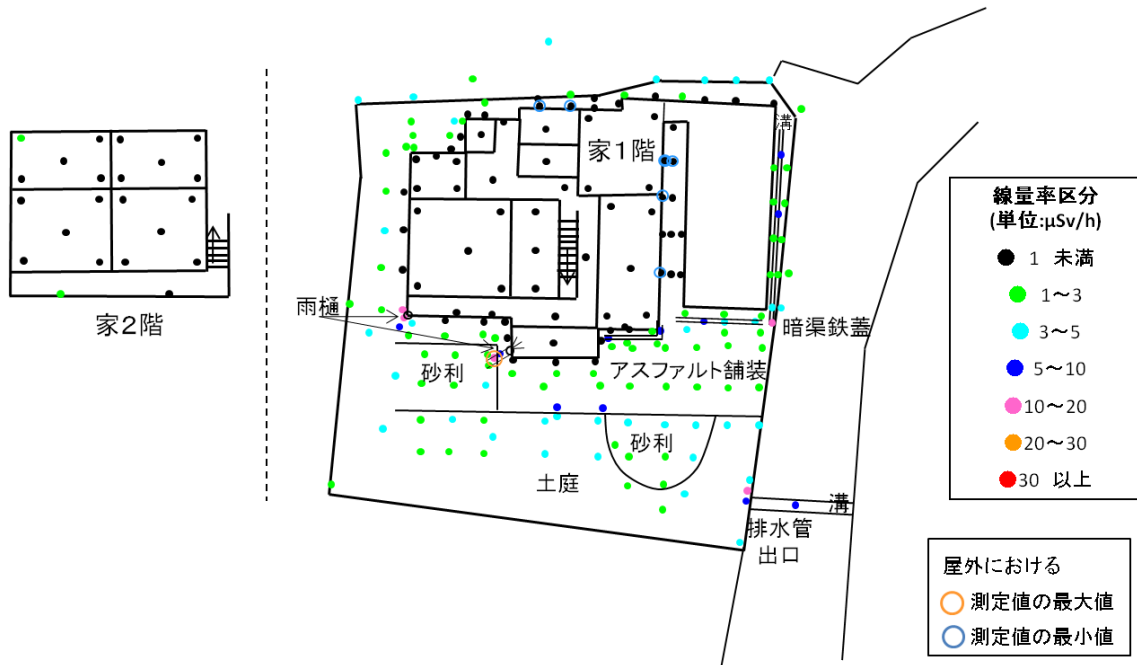 溝
家1階
家2階
雨樋
暗渠鉄蓋
砂利
アスファルト舗装
砂利
土庭
溝
排水管
出口
線量率区分
(単位:μSv/h)
1 未満
1～3
3～5
5～10
10～20
20～30
30 以上
屋外における
測定値の最大値
測定値の最小値